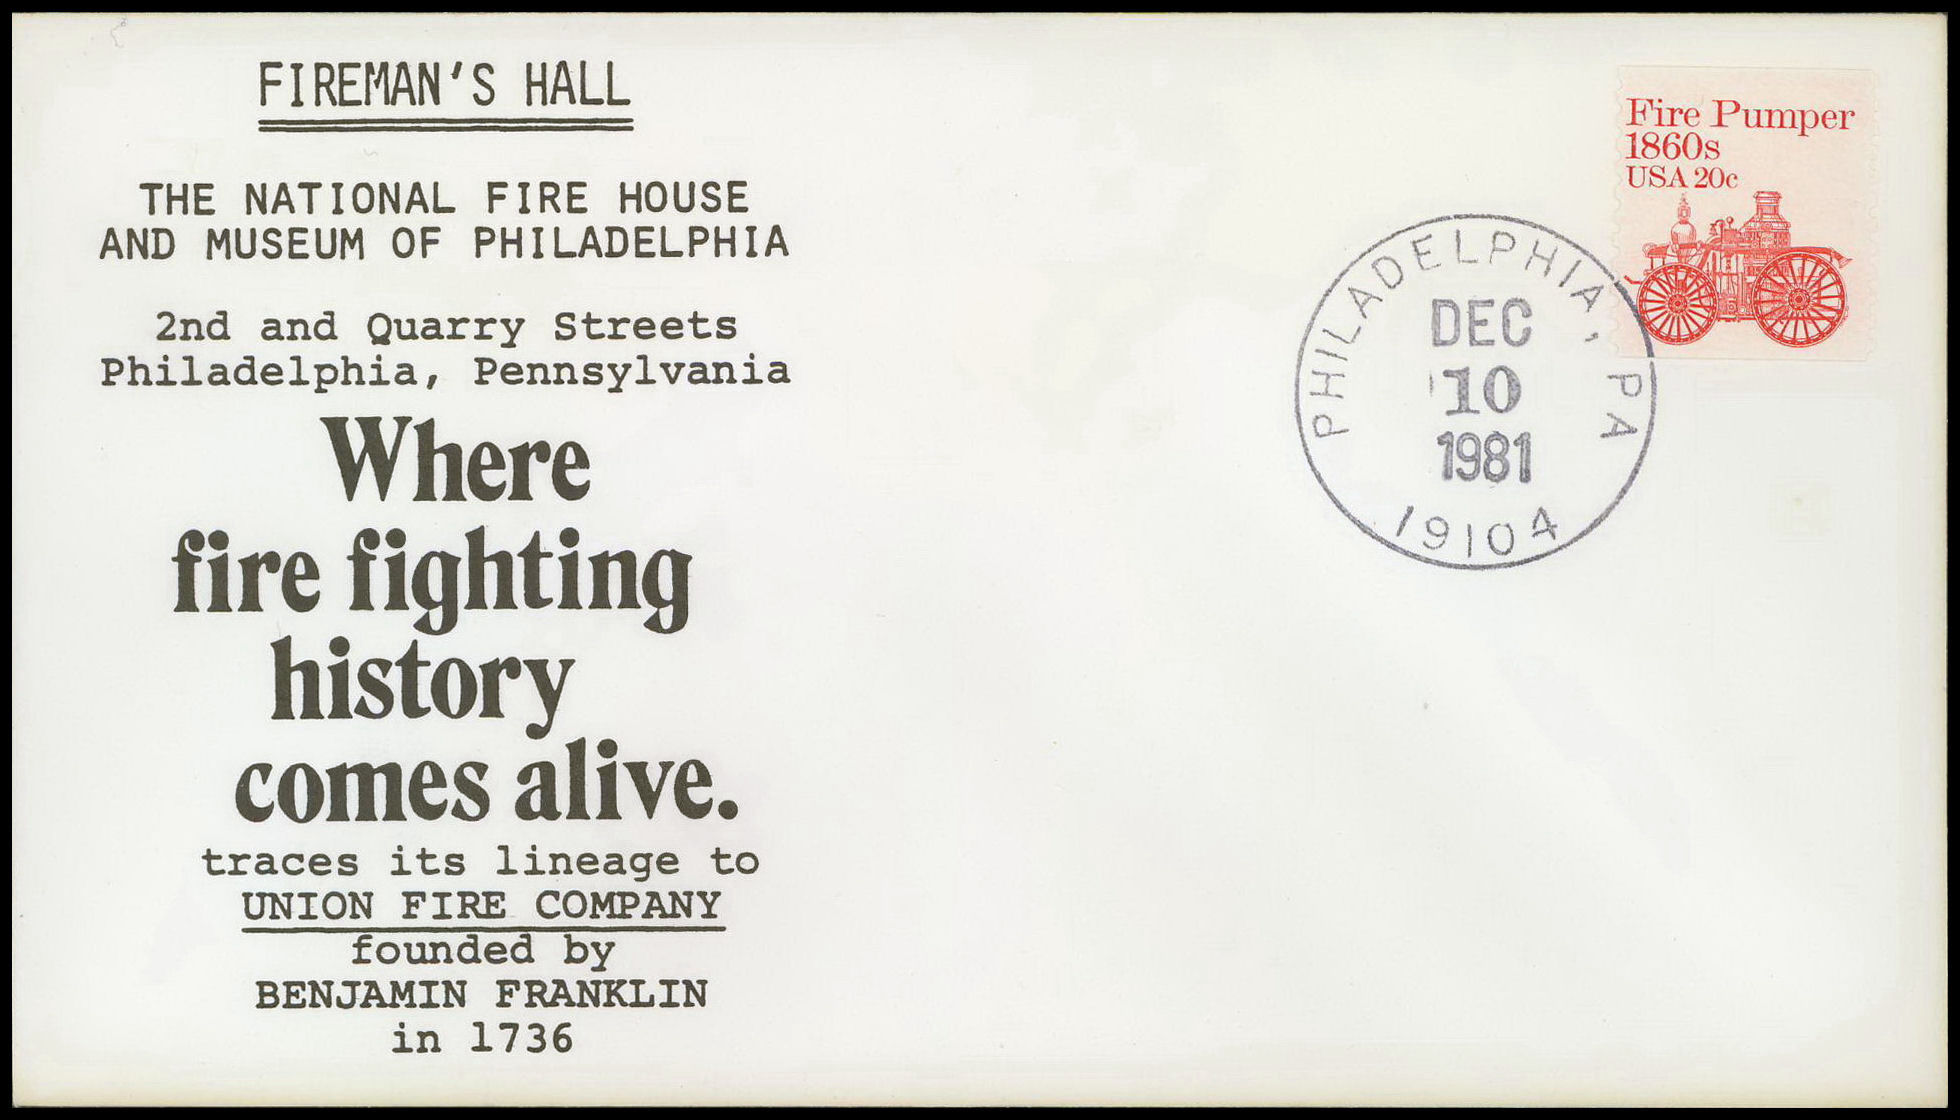 FIREMAN'S HALL
THE NATIONAL FIRE HOUSE
AND MUSEUM OF PHILADELPHIA
2nd and Quarry Streets
Philadelphia, Pennsylvania
Where
fire fighting
history
comes alive.
traces its lineage to
UNION FIRE COMPANY
founded by
BENJAMIN FRANKLIN
in 1736
Fire Pumper
1860s
USA 20c
PHILADELPHIA, PA
DEC
10
1981
19104